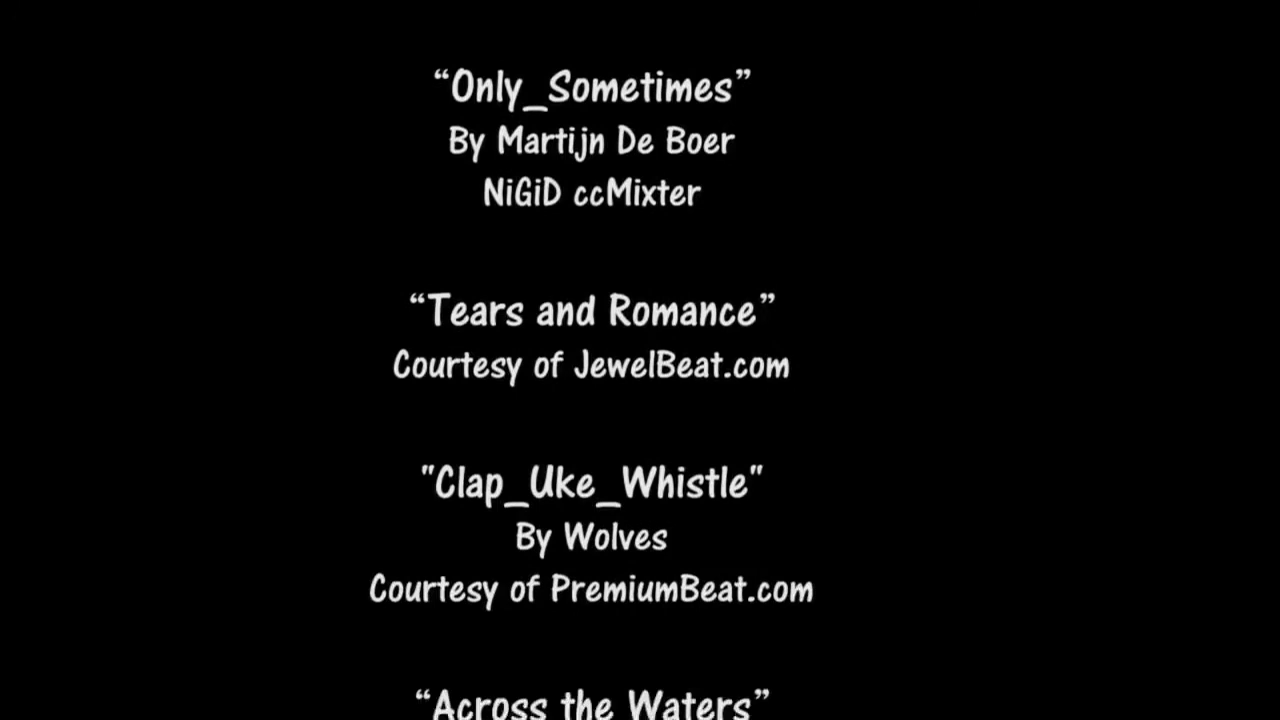 “Only_Sometimes”
By Martijn De Boer
NiGiD ccMixter
“Tears and Romance”
Courtesy of JewelBeat.com
"Clap_Uke_Whistle"
By Wolves
Courtesy of PremiumBeat.com
“Across the Waters”